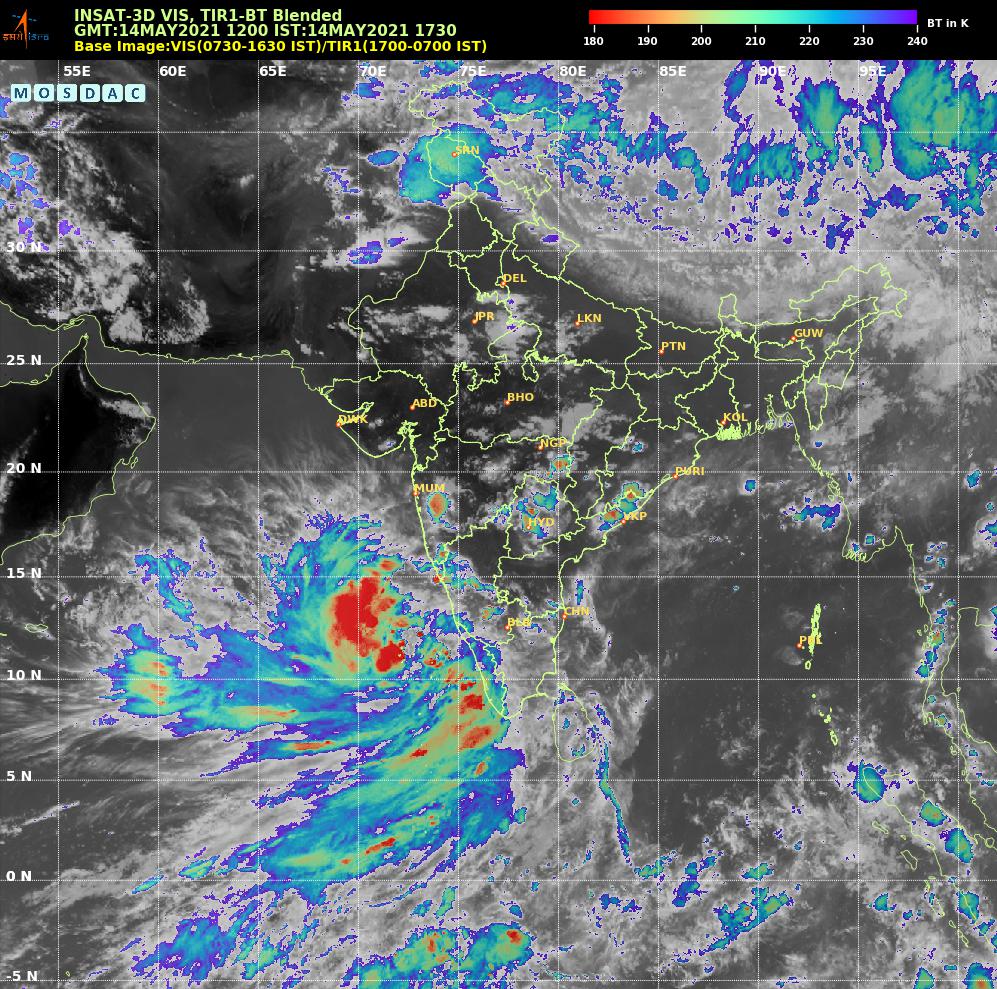 INSAT-3D VIS, TIR1-BT Blended
GMT:14MAY2021 1200 IST:14MAY2021 1730
Base Image:VIS(0730-1630 IST)/TIR1(1700-0700 IST)
BT in K
180 190 200 210 220 230 240
55E 60E 65E 70E 75E 80E 85E 90E 95E
MOSDAC
SRN
30 N
DEL
JPR LKN
GUW
PTN
25 N
ABD BHO
DWK KOL
NGP
20 N PURI
MUM
HYD VKP
15 N
CHN
BLR
10 N
5 N
0 N
-5 N